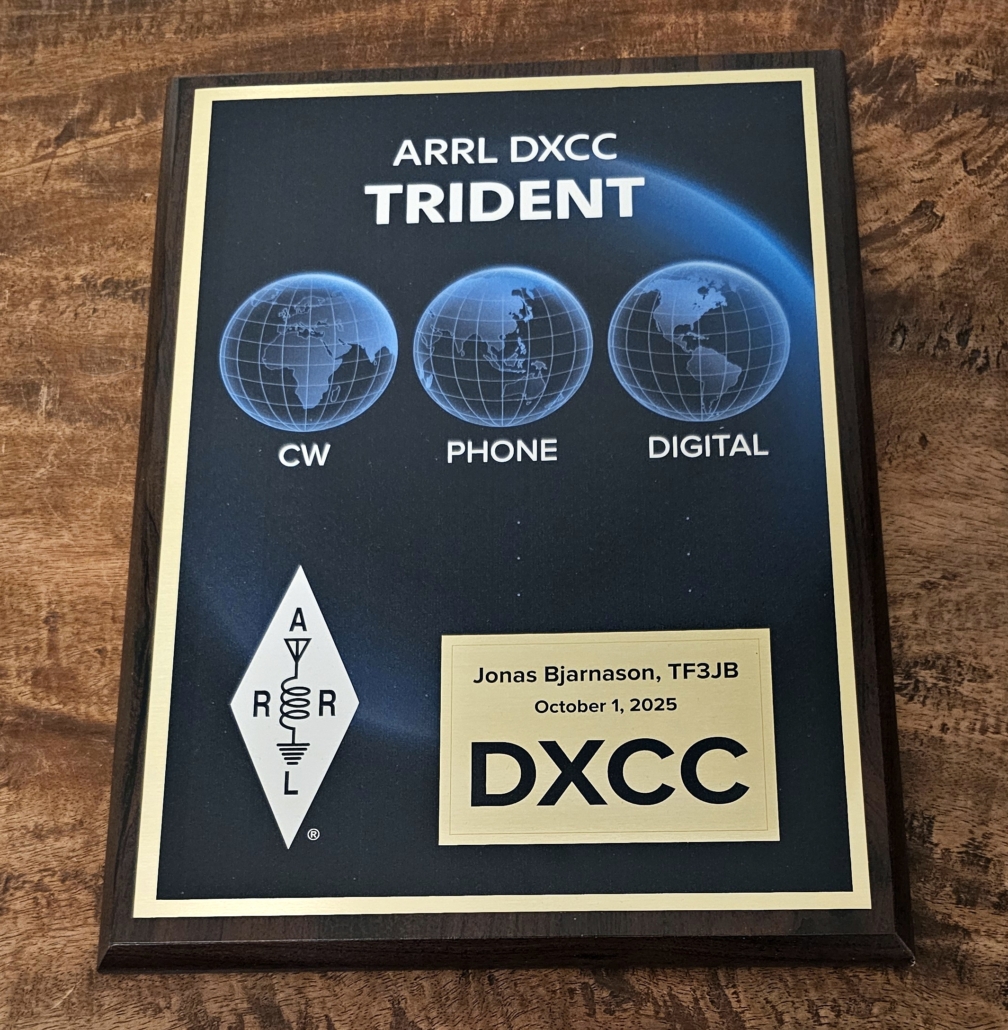 ARRL DXCC
TRIDENT
CW
PHONE
DIGITAL
A
R R
L
®
Jonas Bjarnason, TF3JB
October 1, 2025
DXCC